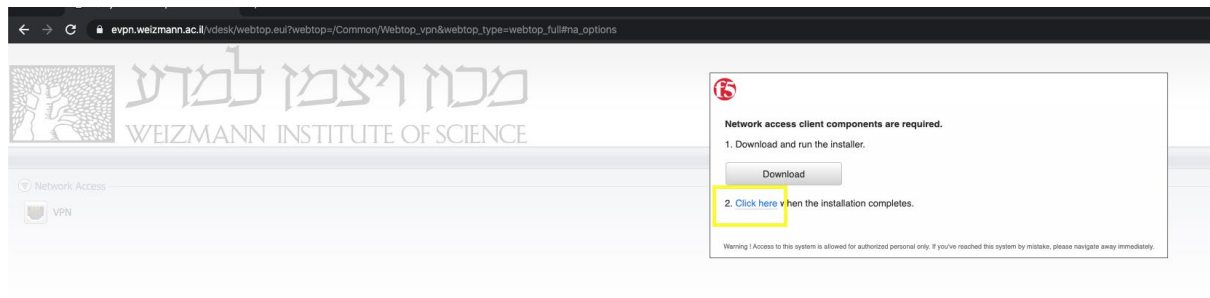 evpn.weizmann.ac.il/vdesk/webtop.eui?webtop=/Common/Webtop_vpn&webtop_type=webtop_full#na_options
מכון ויצמן למדע
WEIZMANN INSTITUTE OF SCIENCE
Network Access
VPN
f5
Network access client components are required.
1. Download and run the installer.
Download
2. Click here when the installation completes.
Warning ! Access to this system is allowed for authorized personal only. If you've reached this system by mistake, please navigate away immediately.